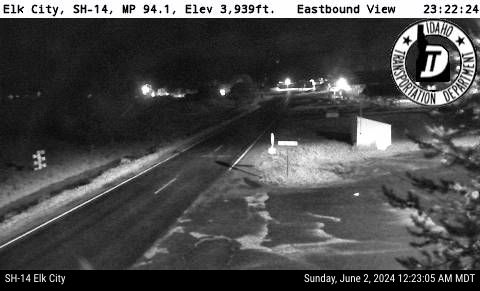 Elk City, SH-14, MP 94.1, Elev 3,939ft. Eastbound View 23:22:24
IDAHO
TRANSPORTATION DEPARTMENT
SH-14 Elk City Sunday, June 2, 2024 12:23:05 AM MDT